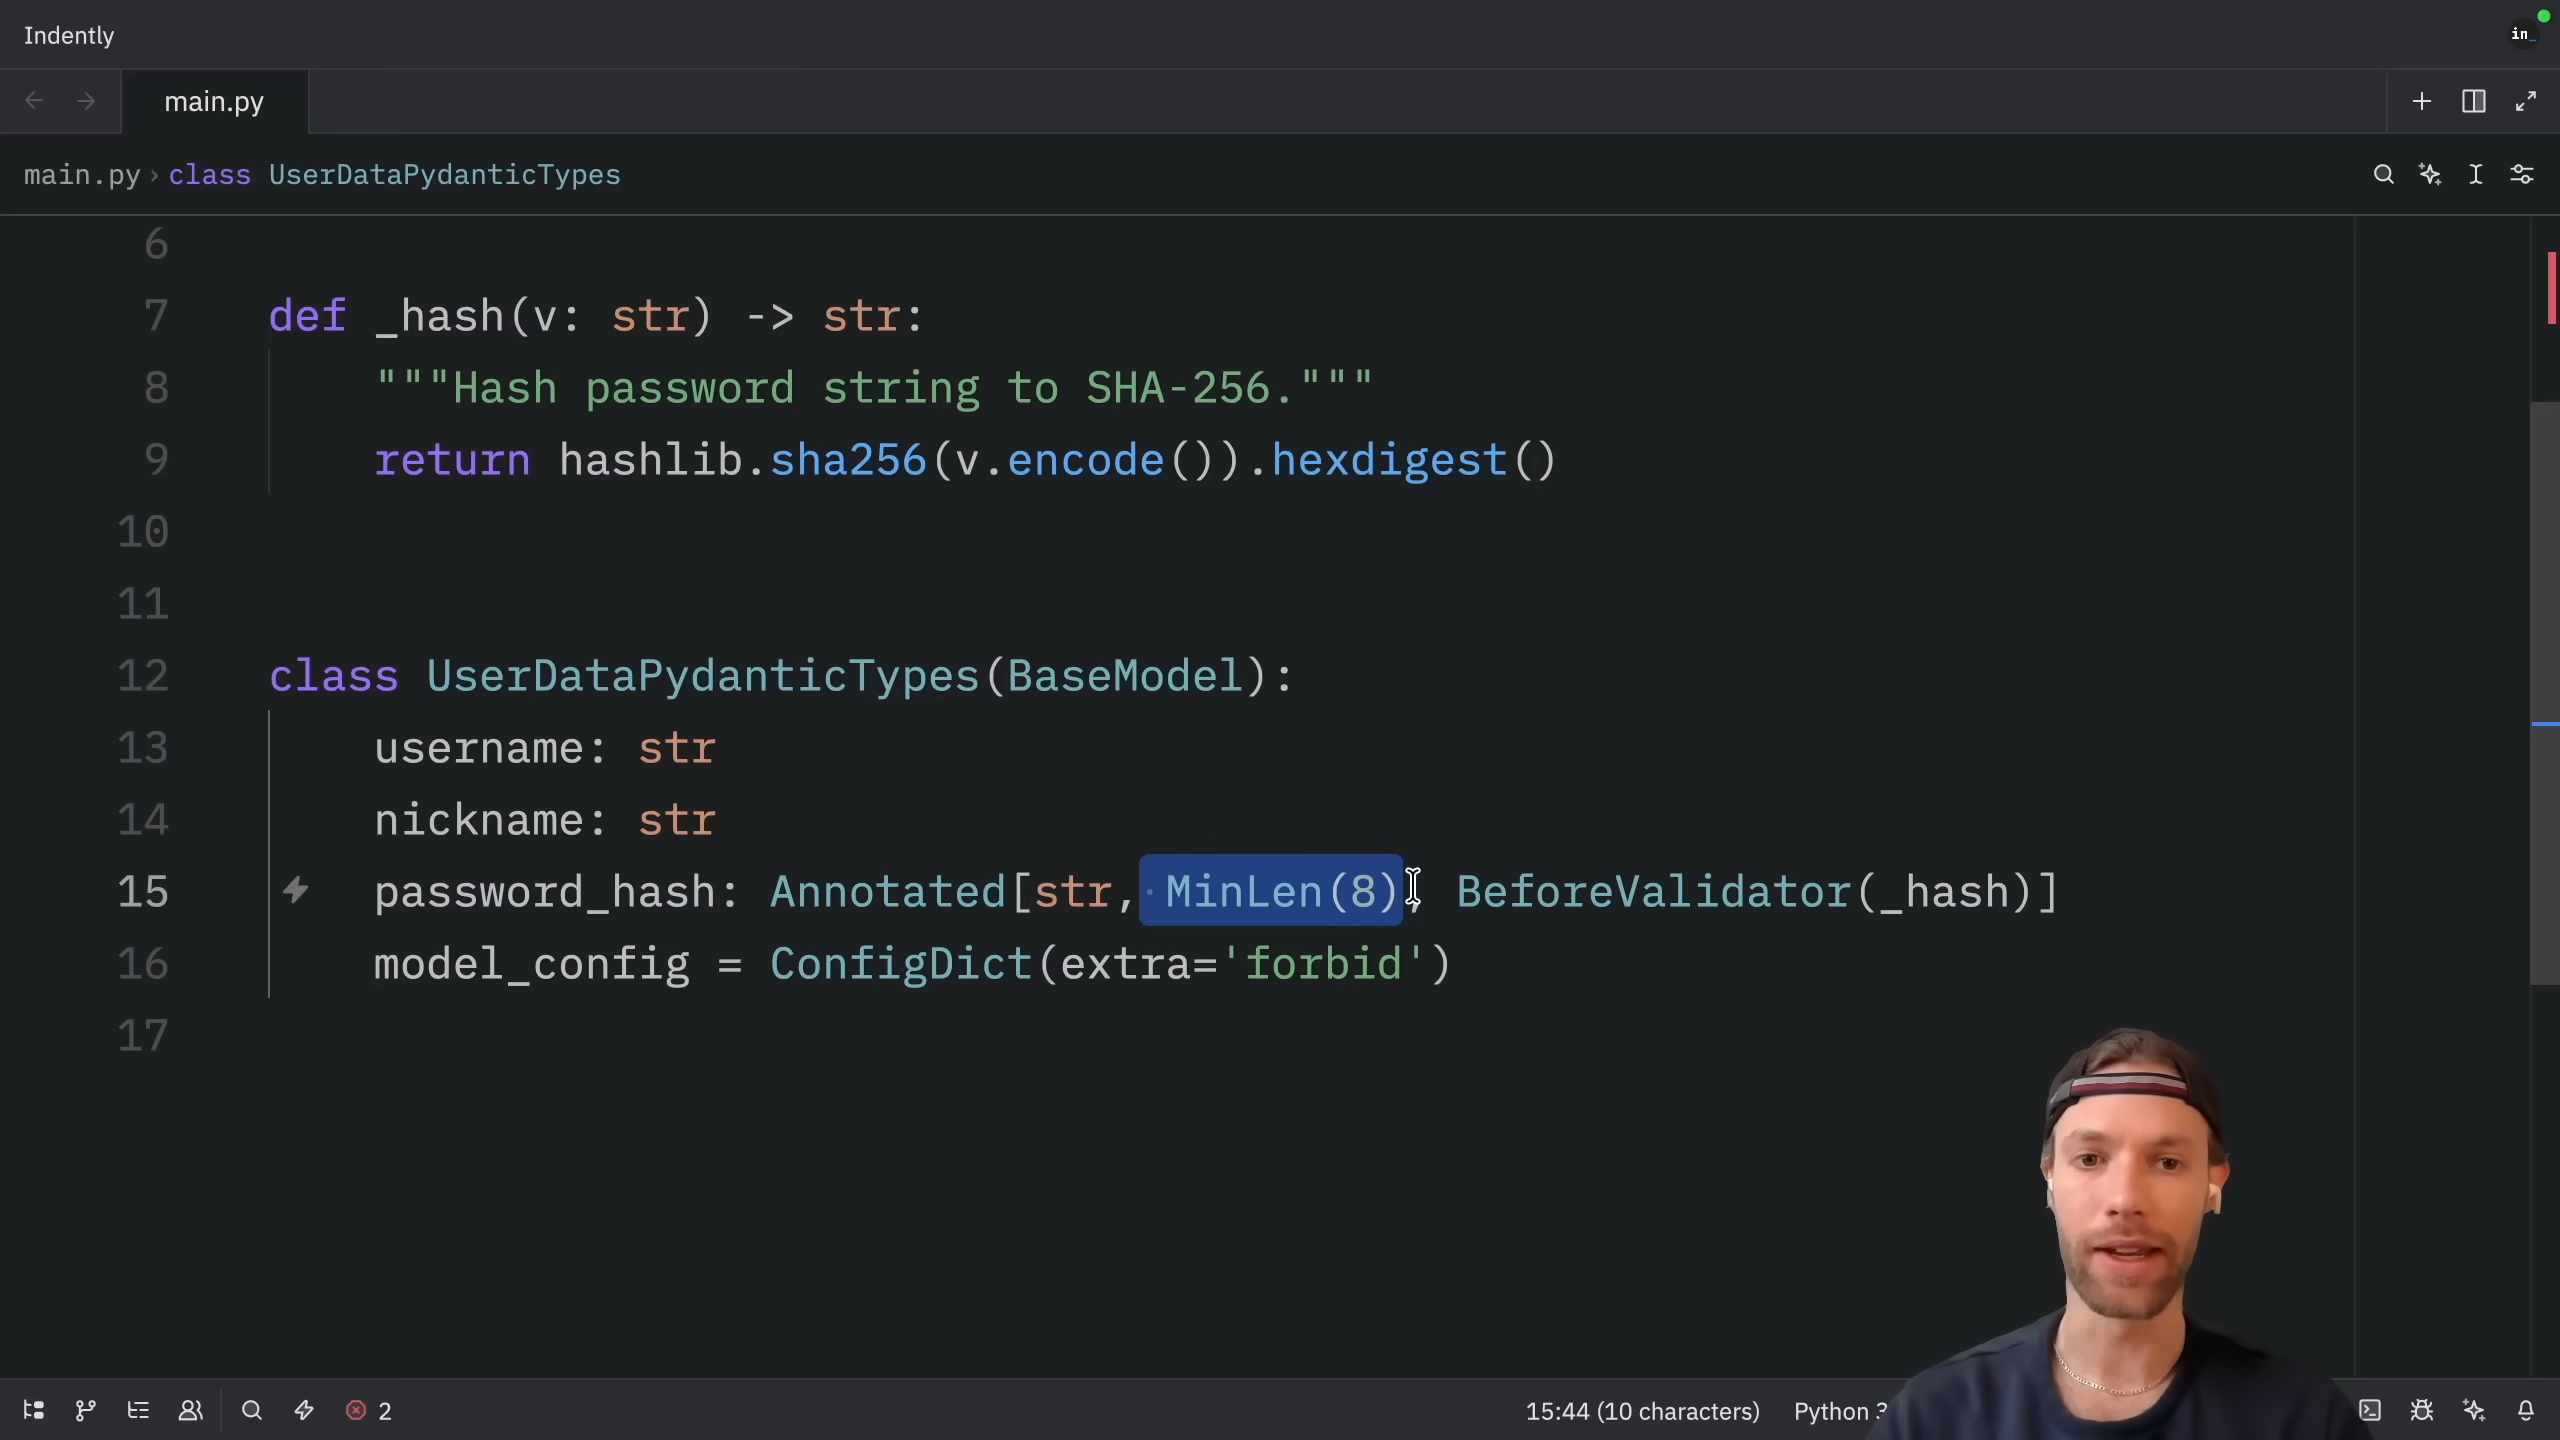 Indently
in_
main.py
main.py › class UserDataPydanticTypes
6
7 def _hash(v: str) -> str:
8 """Hash password string to SHA-256."""
9 return hashlib.sha256(v.encode()).hexdigest()
10
11
12 class UserDataPydanticTypes(BaseModel):
13 username: str
14 nickname: str
15 password_hash: Annotated[str, MinLen(8), BeforeValidator(_hash)]
16 model_config = ConfigDict(extra='forbid')
17
2 15:44 (10 characters) Python 3